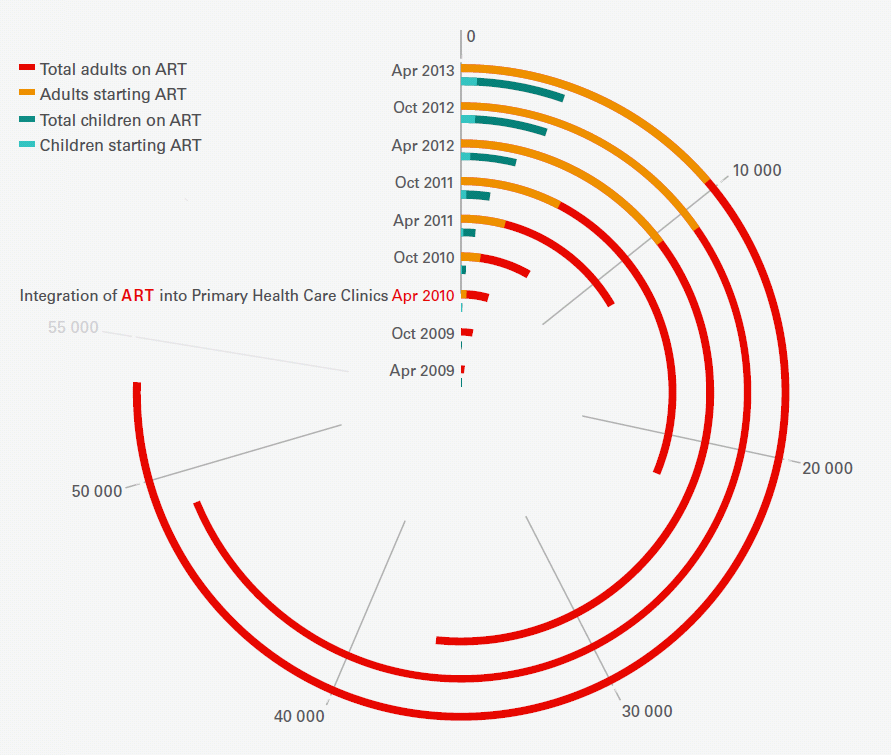 0
Total adults on ART
Adults starting ART
Total children on ART
Children starting ART
Apr 2013
Oct 2012
Apr 2012
10 000
Oct 2011
Apr 2011
Oct 2010
Integration of ART into Primary Health Care Clinics Apr 2010
55 000
Oct 2009
Apr 2009
20 000
50 000
30 000
40 000